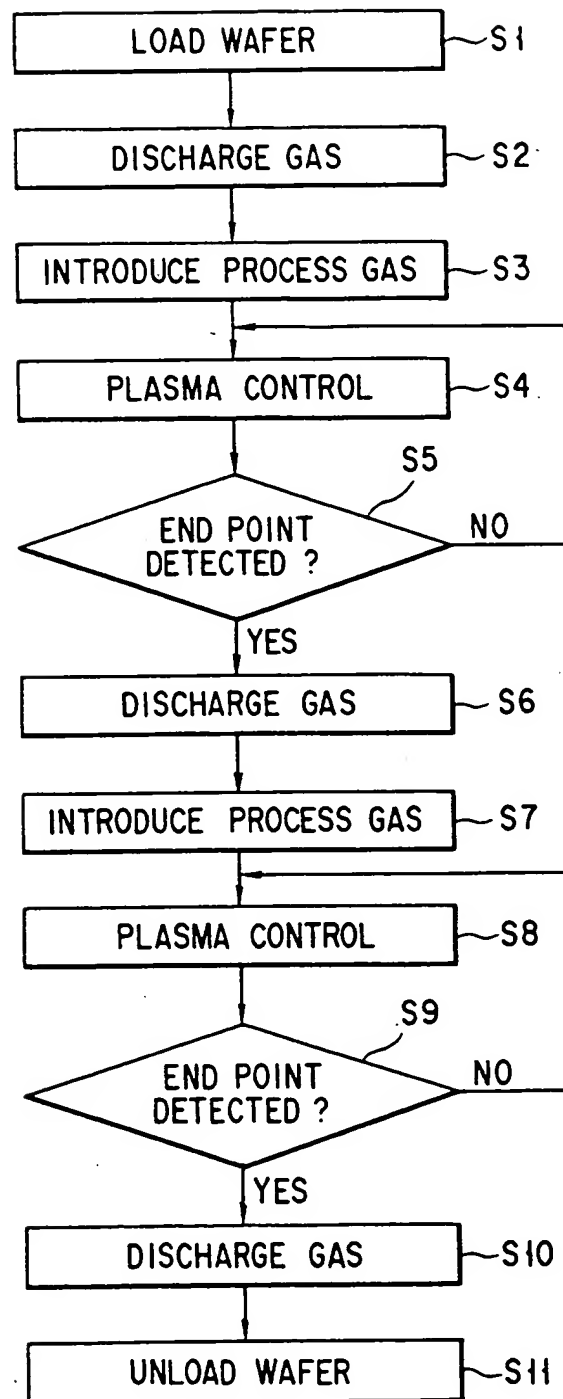 LOAD WAFER S1
DISCHARGE GAS S2
INTRODUCE PROCESS GAS S3
PLASMA CONTROL S4
S5
END POINT NO
DETECTED ?
YES
DISCHARGE GAS S6
INTRODUCE PROCESS GAS S7
PLASMA CONTROL S8
S9
END POINT NO
DETECTED ?
YES
DISCHARGE GAS S10
UNLOAD WAFER S11